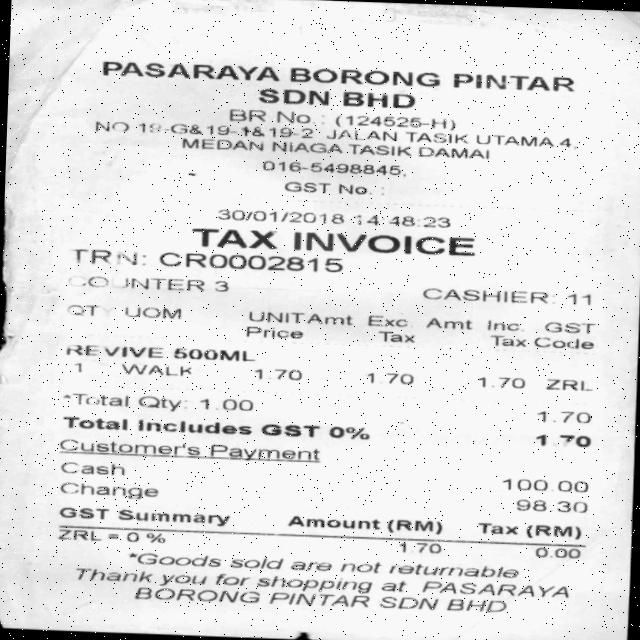 PASARAYA BORONG PINTAR
SDN BHD
BR No. : (124525-H)
NO 19-G&19-1&19-2 JALAN TASIK UTAMA 4,
MEDAN NIAGA TASIK DAMAI
016-5498845.
GST No. :
30/01/2018 14:48:23
TAX INVOICE
TRN: CR0002815
COUNTER 3 CASHIER: 11
QTY UOM UNIT Amt Exc. Amt Inc. GST
Price Tax Tax Code
REVIVE 500ML
1 WALK 1.70 1.70 1.70 ZRL
*Total Qty: 1.00 1.70
Total Includes GST 0% 1.70
Customer's Payment
Cash 100.00
Change 98.30
GST Summary Amount (RM) Tax (RM)
ZRL = 0 % 1.70 0.00
*Goods sold are not returnable
Thank you for shopping at PASARAYA
BORONG PINTAR SDN BHD